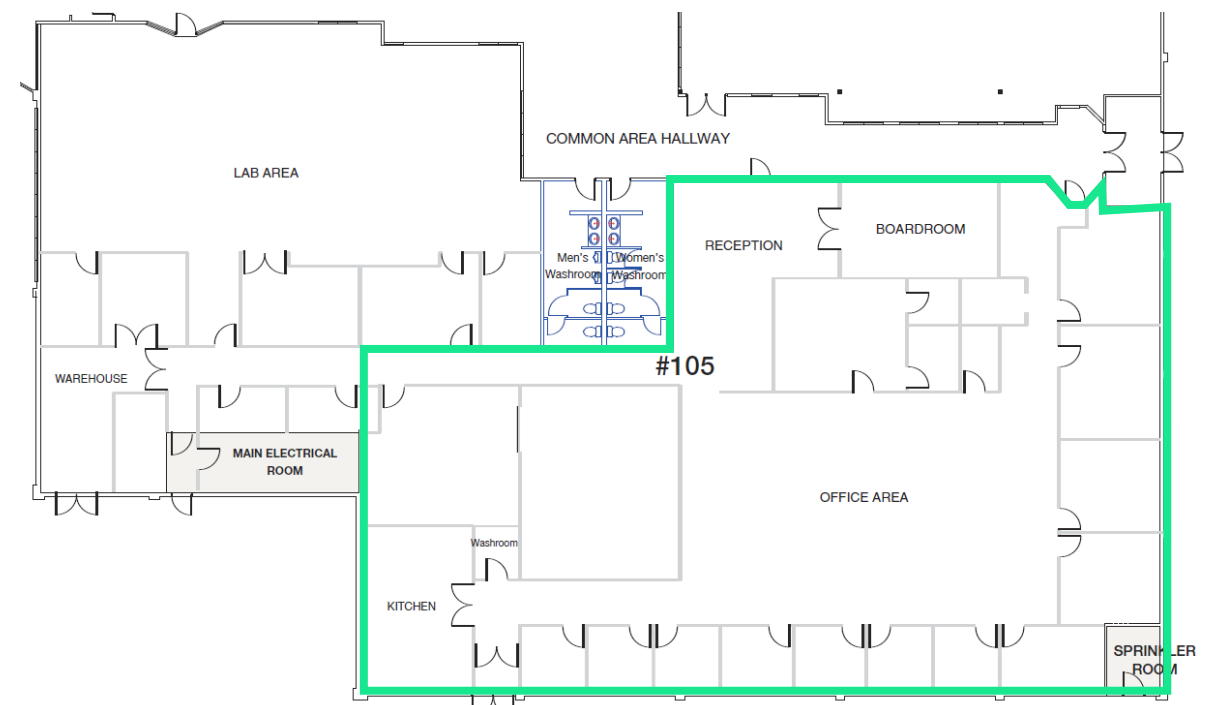 COMMON AREA HALLWAY
LAB AREA
BOARDROOM
RECEPTION
Men's
Washroom
Women's
Washroom
#105
WAREHOUSE
MAIN ELECTRICAL
ROOM
OFFICE AREA
Washroom
KITCHEN
SPRINKLER
ROOM